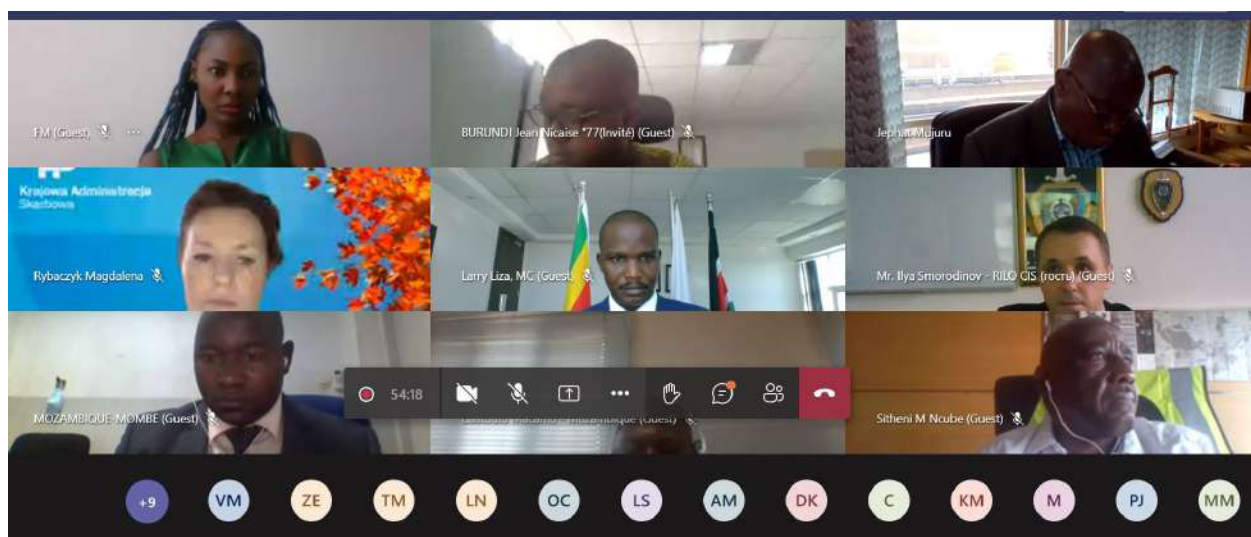 FM (Guest)
BURUNDI Jean Nicaise *77(Invité) (Guest)
Jephat Mujuru
Krajowa Administracja
Skarbowa
Rybaczyk Magdalena
Larry Liza, MC (Guest)
Mr. Ilya Smorodinov - RILO CIS (гость) (Guest)
54:18
MOZAMBIQUE-MOMBE (Guest)
Mozambique (Guest)
Sitheni M Ncube (Guest)
+9
VM
ZE
TM
LN
OC
LS
AM
DK
C
KM
M
PJ
MM